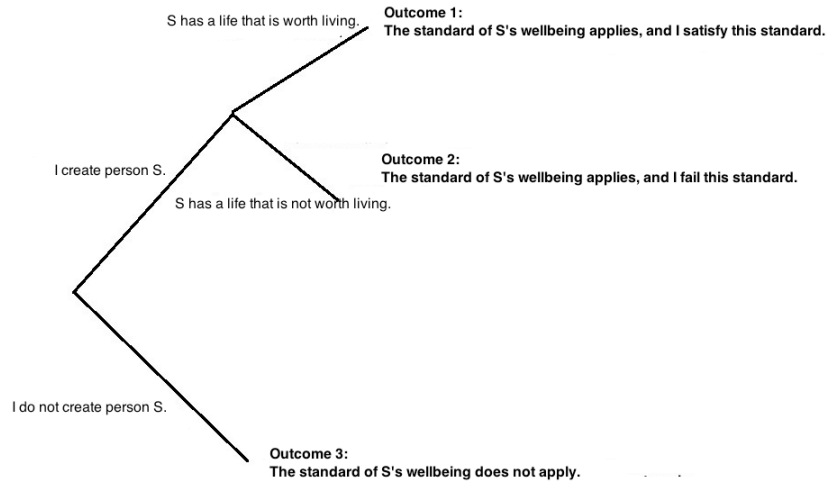 S has a life that is worth living.
Outcome 1:
The standard of S's wellbeing applies, and I satisfy this standard.
I create person S.
Outcome 2:
The standard of S's wellbeing applies, and I fail this standard.
S has a life that is not worth living.
I do not create person S.
Outcome 3:
The standard of S's wellbeing does not apply.